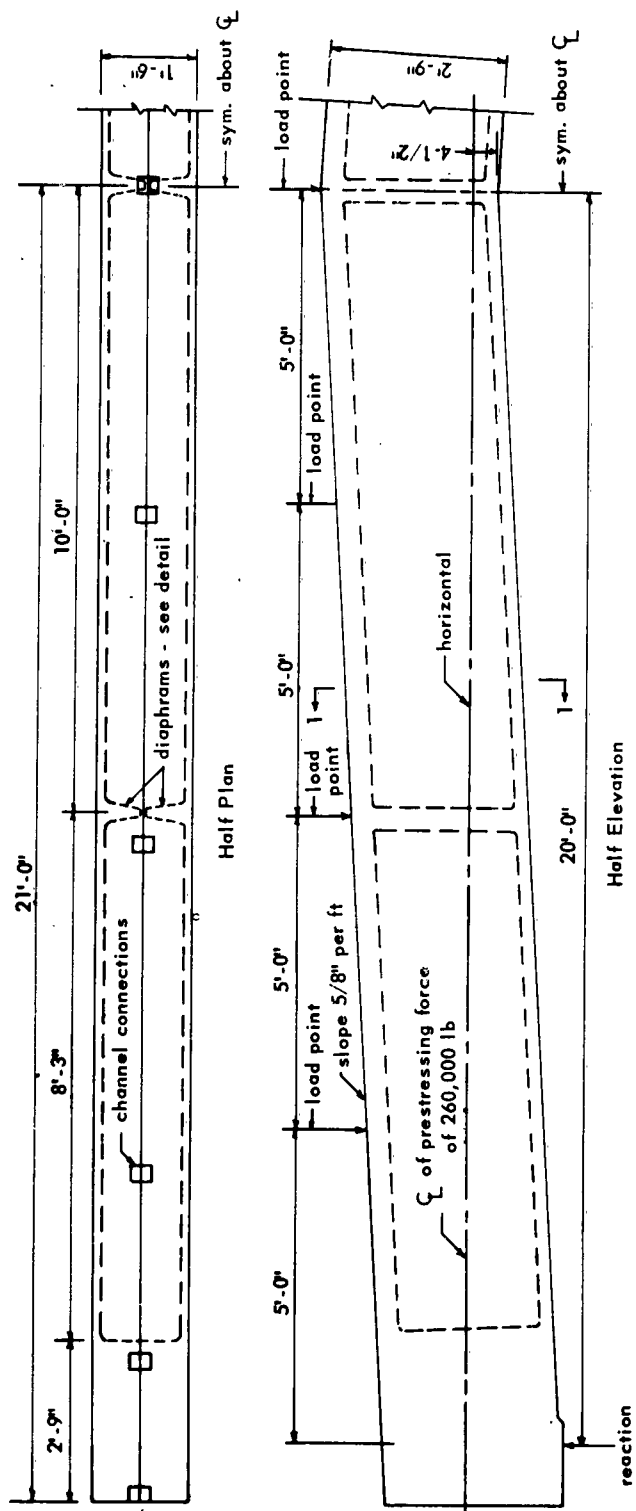 21'-0"
10'-0"
8'-3"
2'-9"
1'-6"
channel connections
diaphrams - see detail
sym. about ℄
Half Plan
load point
load point
load
point
load point
5'-0"
5'-0"
5'-0"
5'-0"
2'-9"
4-1/2"
slope 5/8" per ft
horizontal
℄ of prestressing force
of 260,000 lb
1
1
sym. about ℄
20'-0"
reaction
Half Elevation